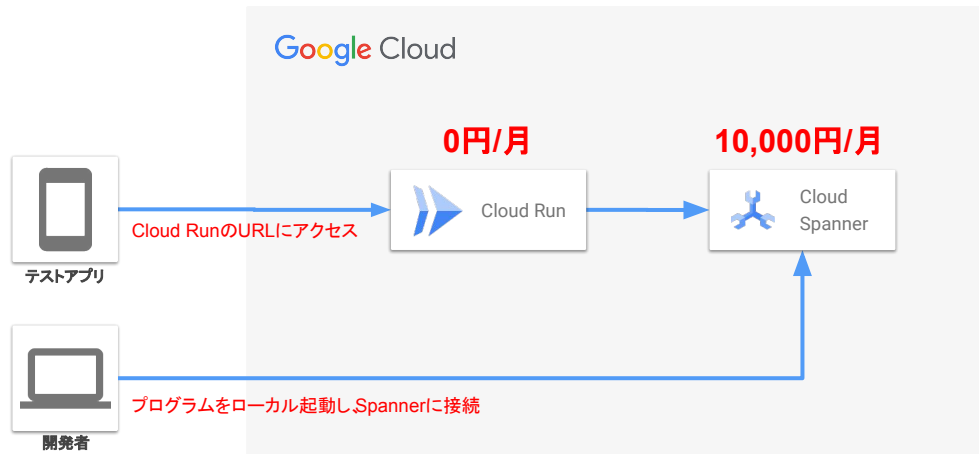 Google Cloud
0円/月
10,000円/月
Cloud Run
Cloud
Spanner
Cloud RunのURLにアクセス
テストアプリ
プログラムをローカル起動し、Spannerに接続
開発者